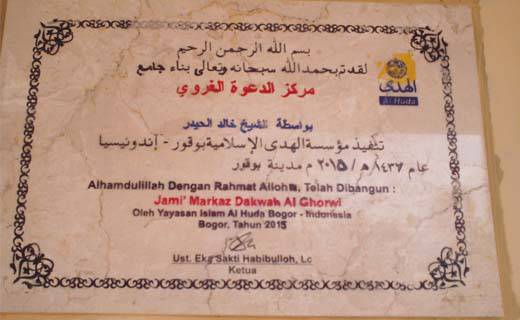 بسم الله الرحمن الرحيم
لقد تم بحمد الله سبحانه وتعالى بناء جامع
مركز الدعوة الغروي
الهدى
Al Huda
بواسطة الشيخ خالد الحيدر
تنفيذ مؤسسة الهدى الإسلامية بوقور - إندونيسيا
عام ١٤٣٧ هـ / ٢٠١٥ م مدينة بوقور
Alhamdulillah Dengan Rahmat Alloh, Telah Dibangun :
Jami' Markaz Dakwah Al Ghorwi
Oleh Yayasan Islam Al Huda Bogor - Indonesia
Bogor, Tahun 2015
Ust. Eka Sakti Habibulloh, Lc
Ketua